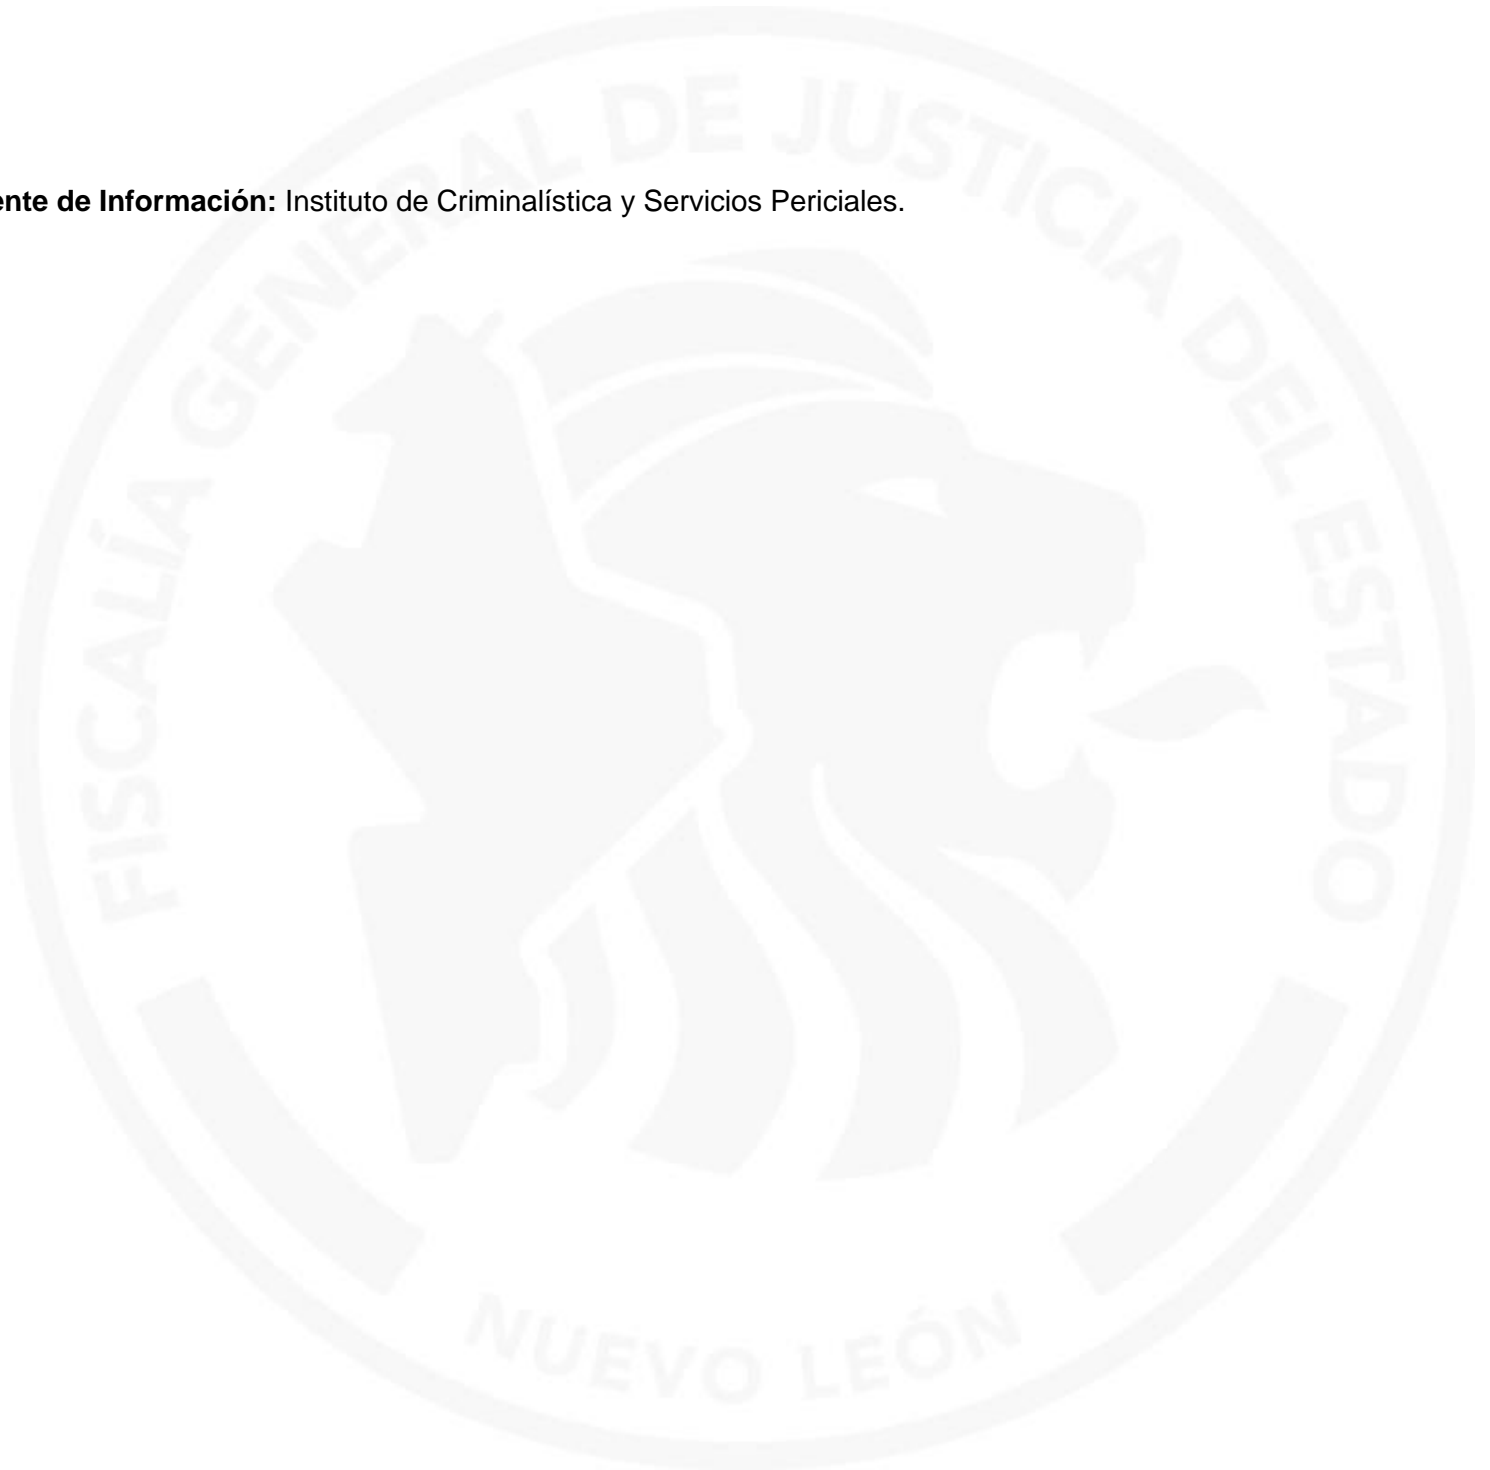 ente de Información: Instituto de Criminalística y Servicios Periciales.
FISCALÍA GENERAL DE JUSTICIA DEL ESTADO
NUEVO LEÓN